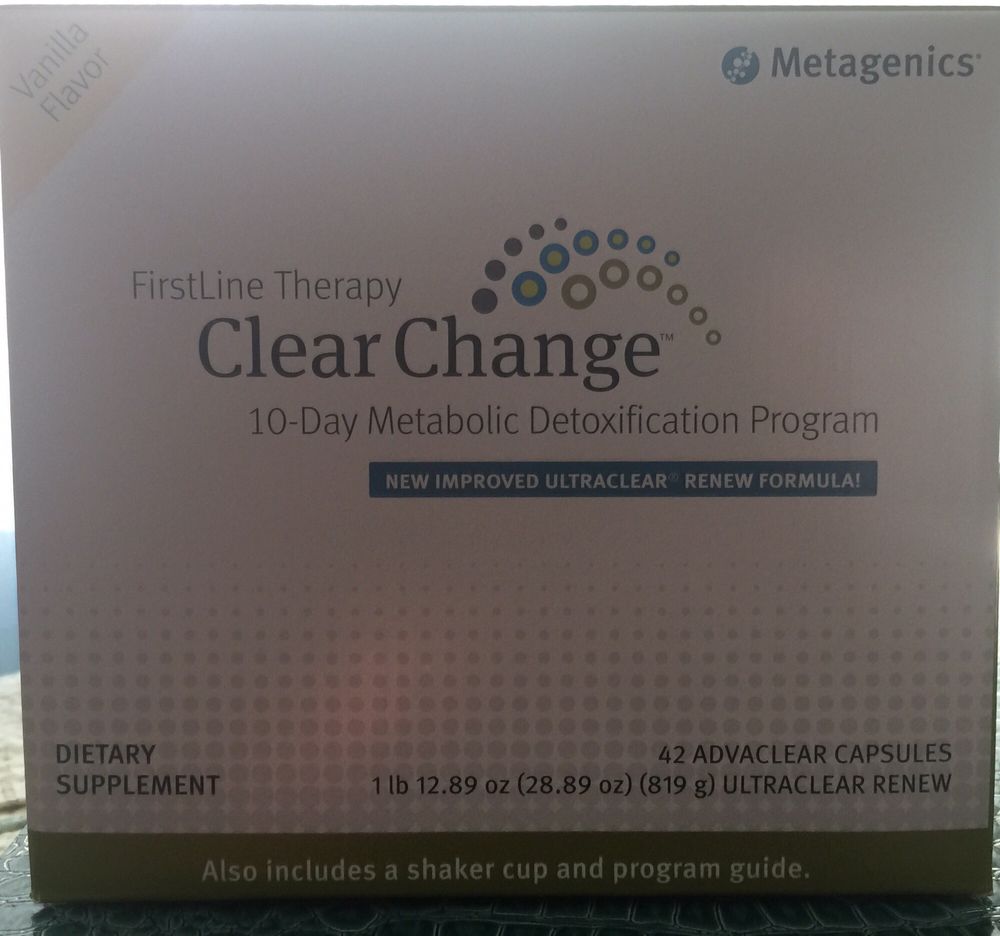 Vanilla
Flavor
Metagenics®
FirstLine Therapy
Clear Change™
10-Day Metabolic Detoxification Program
NEW IMPROVED ULTRACLEAR® RENEW FORMULA!
DIETARY
SUPPLEMENT
42 ADVACLEAR CAPSULES
1 lb 12.89 oz (28.89 oz) (819 g) ULTRACLEAR RENEW
Also includes a shaker cup and program guide.